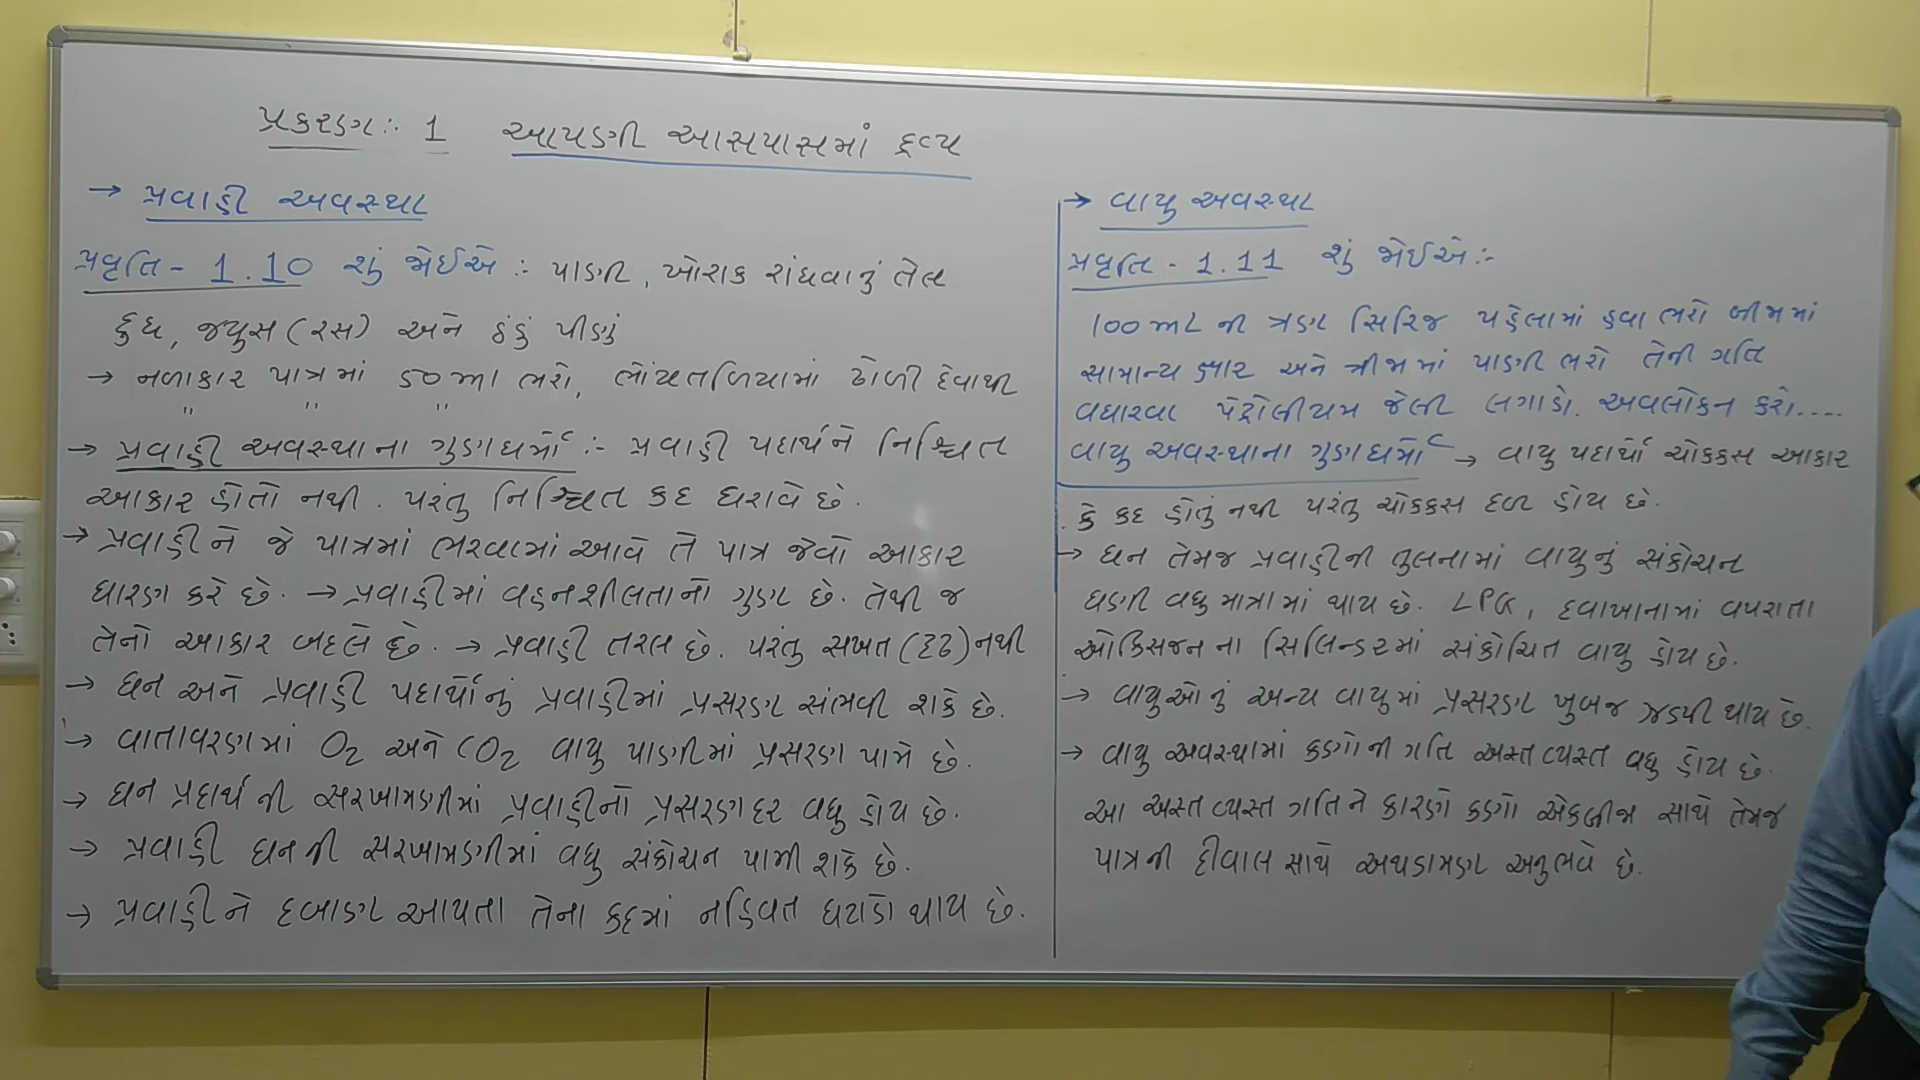 પ્રકરણ : 1 આપણી આસપાસમાં દ્રવ્ય
→ પ્રવાહી અવસ્થા
પ્રવૃતિ - 1.10 શું જોઈએ :- પાણી, ખોરાક રાંધવાનું તેલ
દુધ, જ્યુસ (રસ) અને ઠંડું પીણું
→ નળાકાર પાત્રમાં 50 ml ભરો, ભોંયતળિયામાં ઢોળી દેવાથી
" " "
→ પ્રવાહી અવસ્થાના ગુણધર્મો :- પ્રવાહી પદાર્થને નિશ્ચિત
આકાર હોતો નથી. પરંતુ નિશ્ચિત કદ ધરાવે છે.
→ પ્રવાહીને જે પાત્રમાં ભરવામાં આવે તે પાત્ર જેવો આકાર
ધારણ કરે છે. → પ્રવાહીમાં વહનશીલતાનો ગુણ છે. તેથી જ
તેનો આકાર બદલે છે. → પ્રવાહી તરલ છે. પરંતુ સખત (દૃઢ) નથી
→ ઘન અને પ્રવાહી પદાર્થોનું પ્રવાહીમાં પ્રસરણ સંભવી શકે છે.
→ વાતાવરણમાં O2 અને CO2 વાયુ પાણીમાં પ્રસરણ પામે છે.
→ ઘન પ્રદાર્થ ની સરખામણીમાં પ્રવાહીનો પ્રસરણ દર વધુ હોય છે.
→ પ્રવાહી ઘનની સરખામણીમાં વધુ સંકોચન પામી શકે છે.
→ પ્રવાહીને દબાણ આપતા તેના કદમાં નહિવત ઘટાડો થાય છે.
→ વાયુ અવસ્થા
પ્રવૃતિ - 1.11 શું જોઈએ :-
100 mL ની ત્રણ સિરિંજ પહેલામાં હવા ભરો બીજામાં
સામાન્ય ક્ષાર અને ત્રીજામાં પાણી ભરો તેની ગતિ
વધારવા પેટ્રોલીયમ જેલી લગાડો. અવલોકન કરો....
વાયુ અવસ્થાના ગુણધર્મો → વાયુ પદાર્થો ચોક્કસ આકાર
કે કદ હોતું નથી પરંતુ ચોક્કસ દળ હોય છે.
→ ઘન તેમજ પ્રવાહીની તુલનામાં વાયુનું સંકોચન
ઘણી વધુ માત્રામાં થાય છે. LPG, દવાખાનામાં વપરાતા
ઓક્સિજન ના સિલિન્ડરમાં સંકોચિત વાયુ હોય છે.
→ વાયુઓનું અન્ય વાયુમાં પ્રસરણ ખુબજ ઝડપી થાય છે.
→ વાયુ અવસ્થામાં કણોની ગતિ અસ્તવ્યસ્ત વધુ હોય છે.
આ અસ્તવ્યસ્ત ગતિને કારણે કણો એકબીજા સાથે તેમજ
પાત્રની દીવાલ સાથે અથડામણ અનુભવે છે.